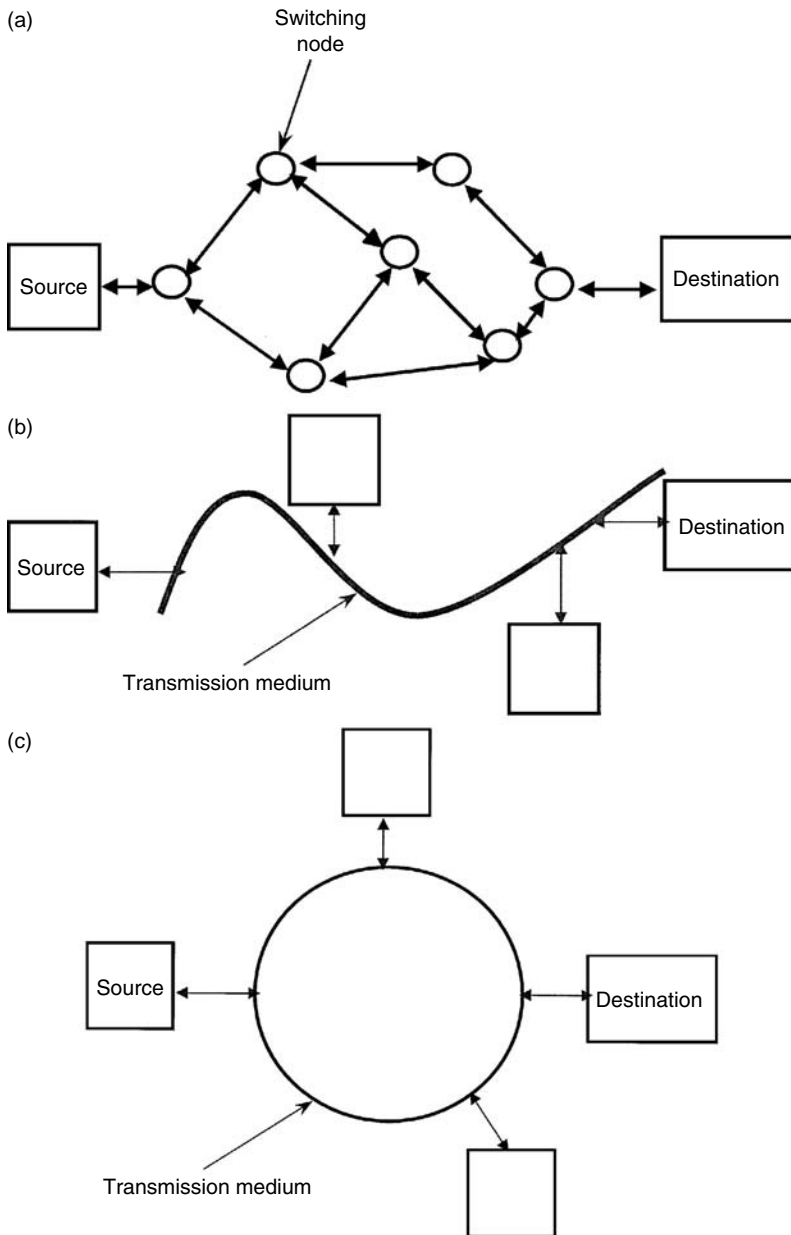 (a)
Switching
node
Source
Destination
(b)
Source
Destination
Transmission medium
(c)
Source
Destination
Transmission medium